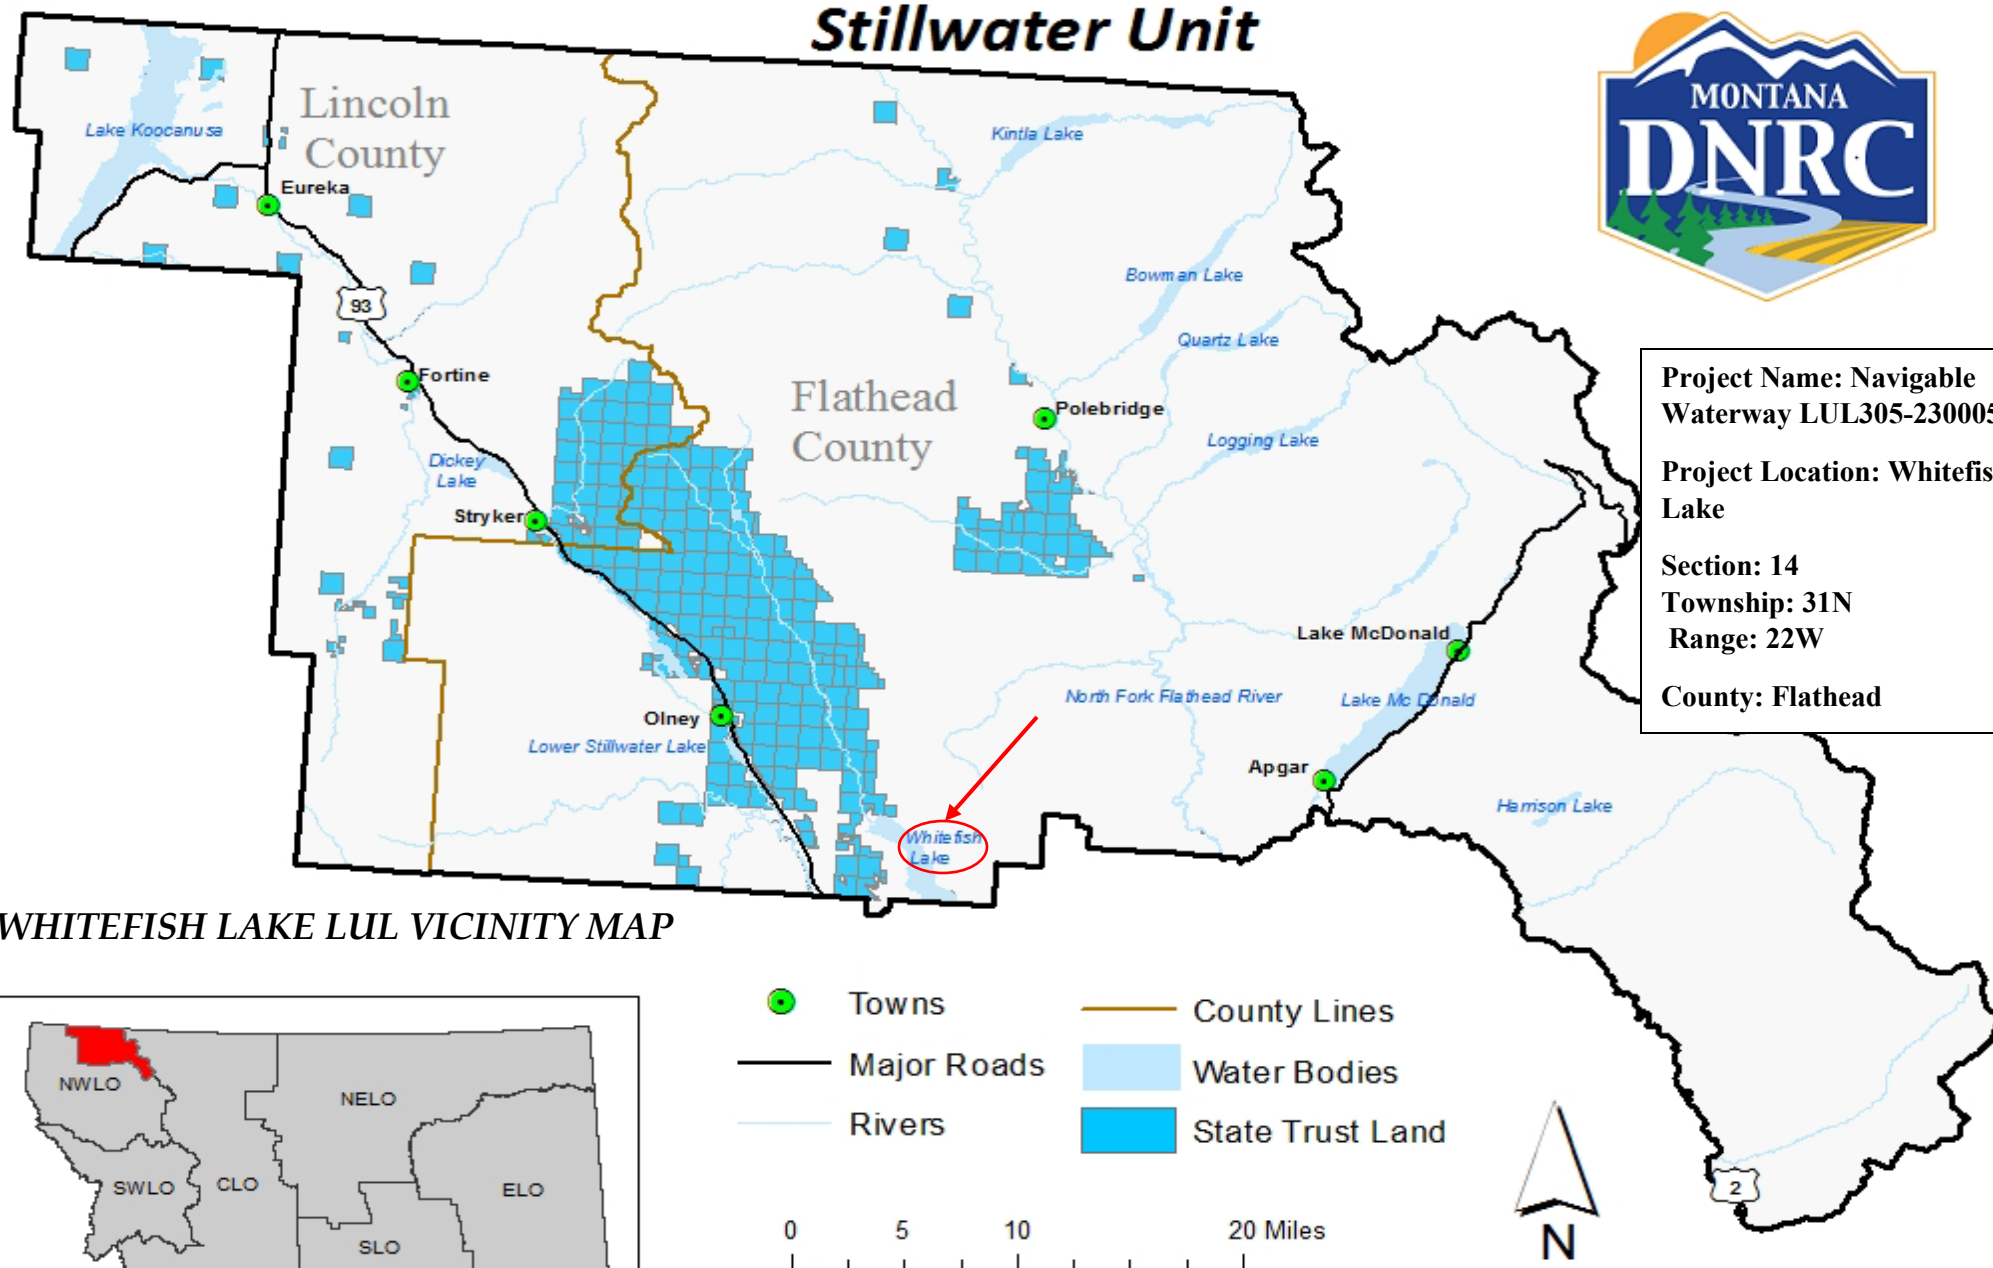 Stillwater Unit
MONTANA
DNRC
Lincoln
County
Lake Koocanusa
Eureka
93
Fortine
Dickey
Lake
Stryker
Flathead
County
Kintla Lake
Bowman Lake
Quartz Lake
Polebridge
Logging Lake
Lake McDonald
North Fork Flathead River
Lake Mc Donald
Olney
Lower Stillwater Lake
Apgar
Harrison Lake
Whitefish
Lake
2
Project Name: Navigable
Waterway LUL305-230005
Project Location: Whitefis
Lake
Section: 14
Township: 31N
Range: 22W
County: Flathead
WHITEFISH LAKE LUL VICINITY MAP
NWLO
NELO
SWLO
CLO
ELO
SLO
Towns
Major Roads
Rivers
County Lines
Water Bodies
State Trust Land
0 5 10 20 Miles
N